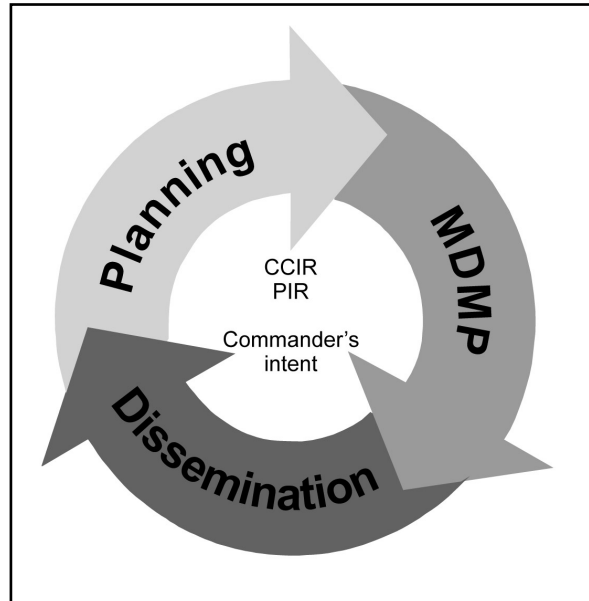 Planning
MDMP
CCIR
PIR
Commander’s
intent
Dissemination